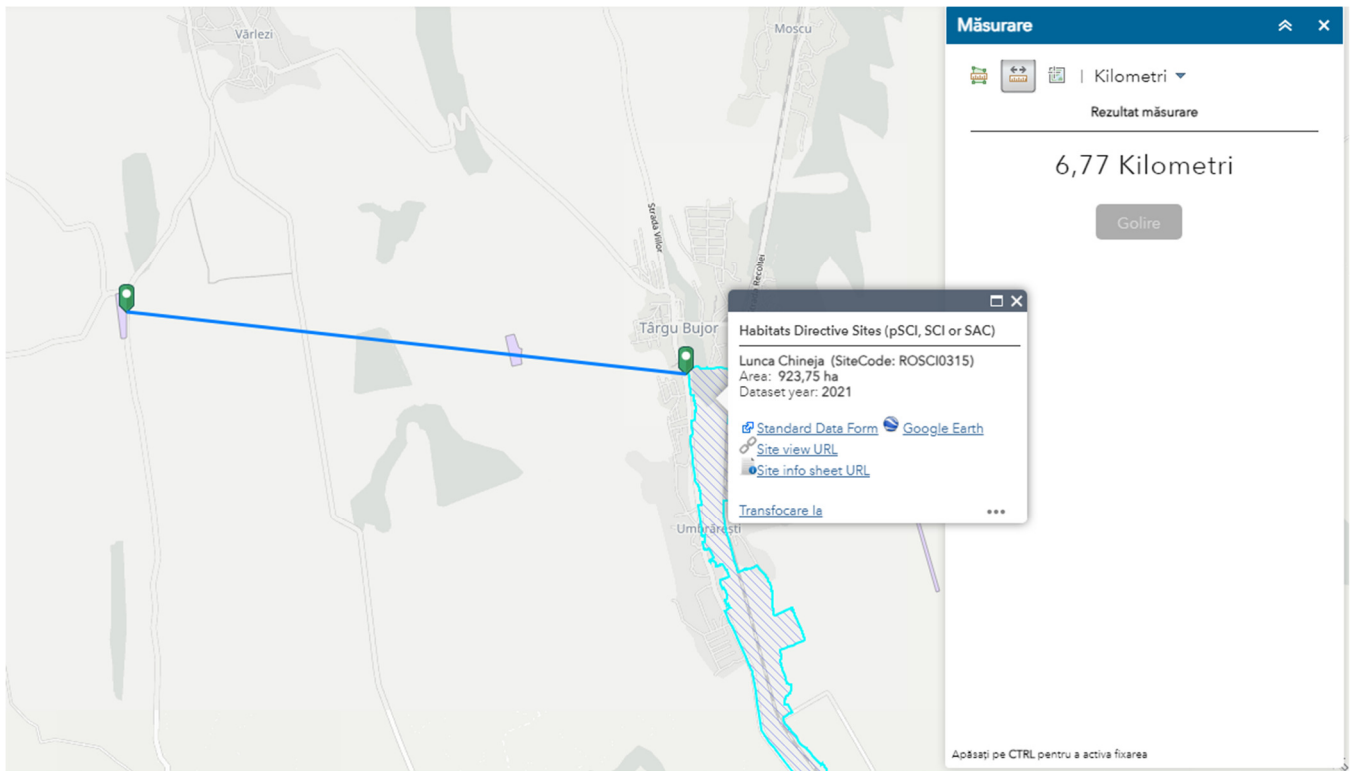 Vârlezi
Moscu
Strada Viilor
Târgu Bujor
Umbrărești
Habitats Directive Sites (pSCI, SCI or SAC)
Lunca Chineja (SiteCode: ROSCI0315)
Area: 923,75 ha
Dataset year: 2021
Standard Data Form Google Earth
Site view URL
Site info sheet URL
Transfocare la
Măsurare
| Kilometri
Rezultat măsurare
6,77 Kilometri
Golire
Apăsați pe CTRL pentru a activa fixarea